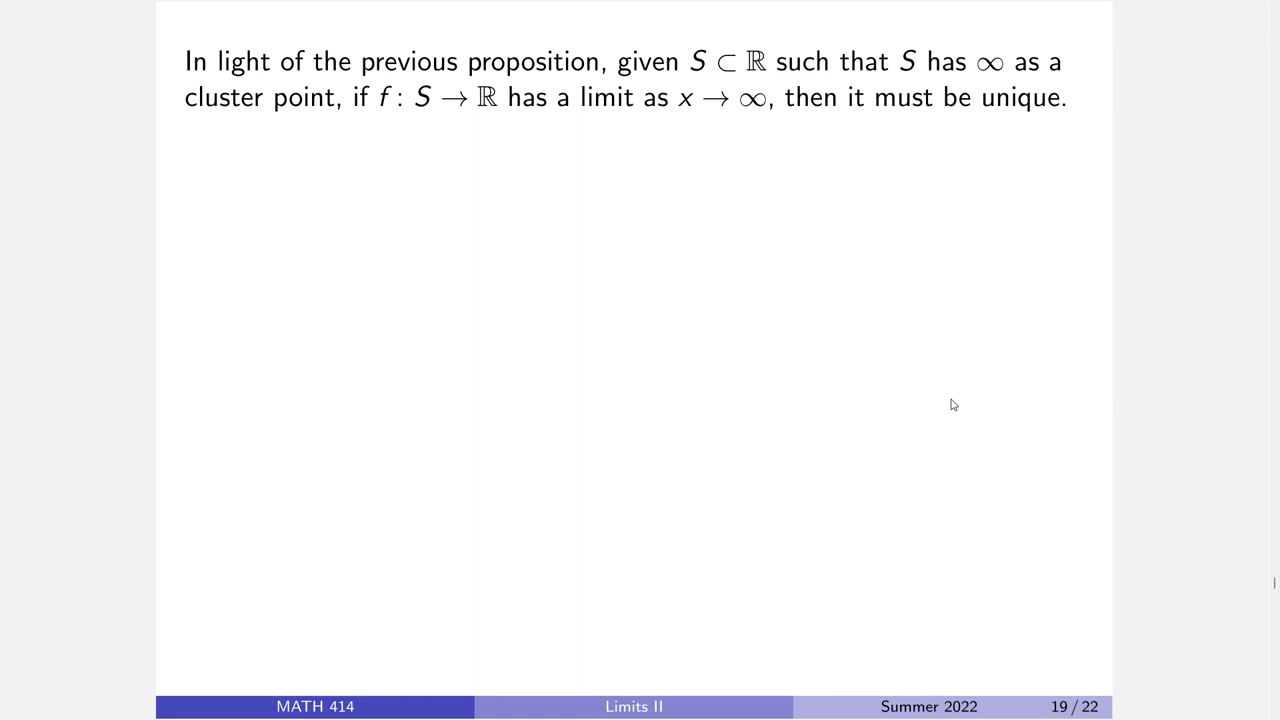 In light of the previous proposition, given S ⊂ ℝ such that S has ∞ as a
cluster point, if f : S → ℝ has a limit as x → ∞, then it must be unique.
MATH 414 Limits II Summer 2022 19 / 22